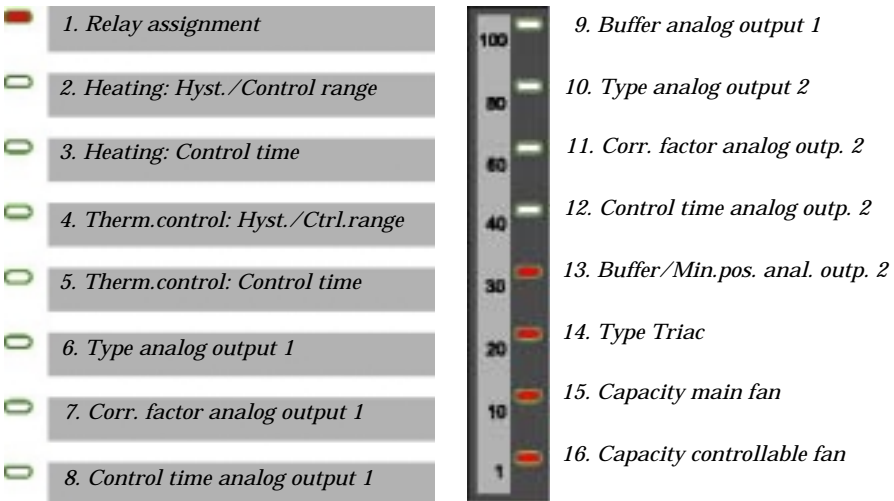 1. Relay assignment
2. Heating: Hyst./Control range
3. Heating: Control time
4. Therm.control: Hyst./Ctrl.range
5. Therm.control: Control time
6. Type analog output 1
7. Corr. factor analog output 1
8. Control time analog output 1
100 9. Buffer analog output 1
80 10. Type analog output 2
60 11. Corr. factor analog outp. 2
40 12. Control time analog outp. 2
30 13. Buffer/Min.pos. anal. outp. 2
20 14. Type Triac
10 15. Capacity main fan
1 16. Capacity controllable fan